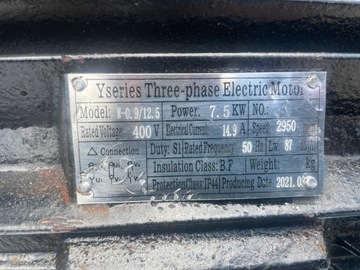 Yseries Three-phase Electric Motor
Model: W-0.9/12.5 Power: 7.5 KW NO.
Rated Voltage: 400 V Electrical Current: 14.9 A Speed: 2950
△ Connection Duty: S1 Rated Frequency 50 Hz Lw 87
Insulation Class: B.F Weight: kg
Protection Class: IP44 Producing Date 2021.0